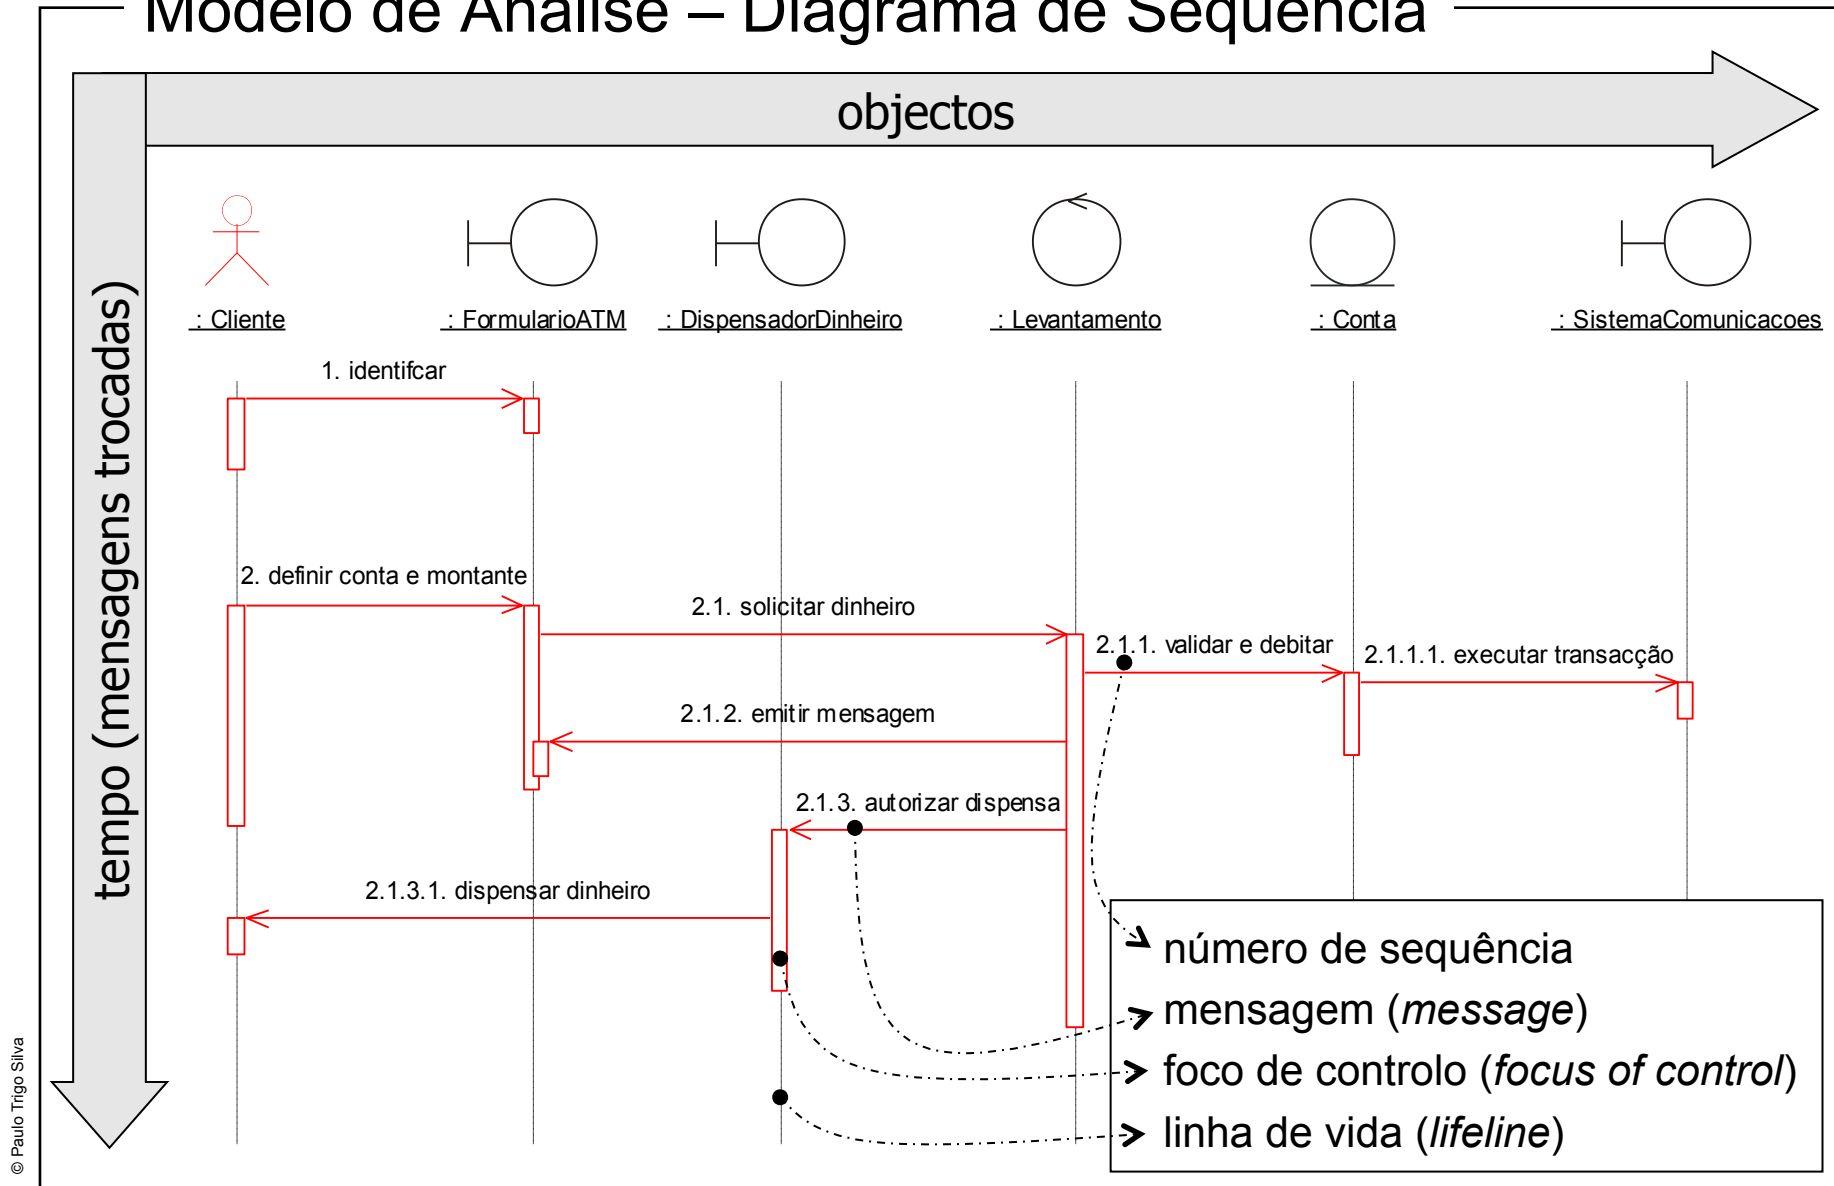 Modelo de Análise – Diagrama de Sequência
objectos
tempo (mensagens trocadas)
: Cliente
: FormularioATM
: DispensadorDinheiro
: Levantamento
: Conta
: SistemaComunicacoes
1. identifcar
2. definir conta e montante
2.1. solicitar dinheiro
2.1.1. validar e debitar
2.1.1.1. executar transacção
2.1.2. emitir mensagem
2.1.3. autorizar dispensa
2.1.3.1. dispensar dinheiro
número de sequência
mensagem (message)
foco de controlo (focus of control)
linha de vida (lifeline)
© Paulo Trigo Silva